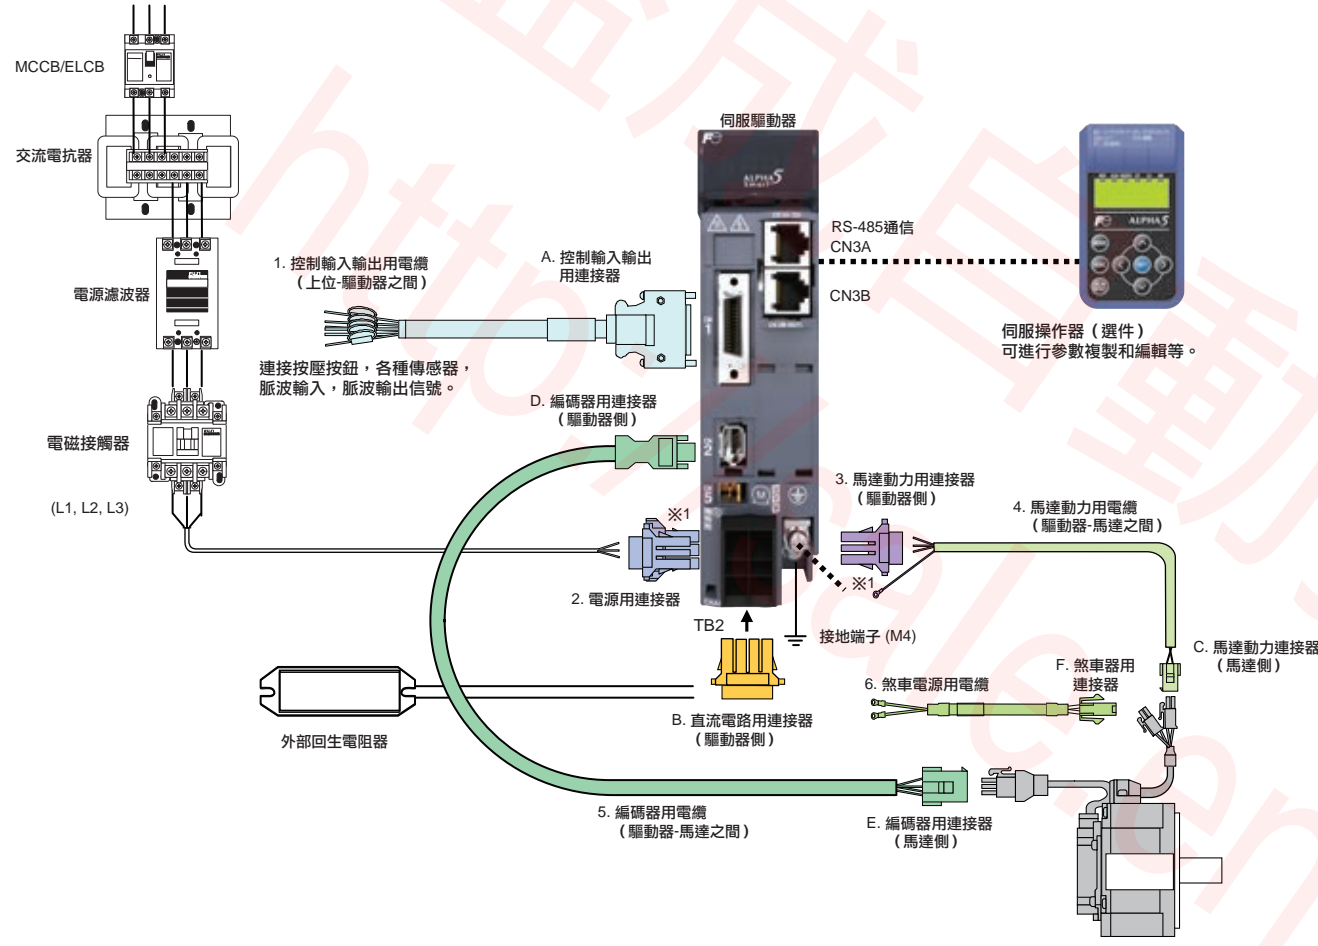 MCCB/ELCB
交流電抗器
電源濾波器
電磁接觸器
(L1, L2, L3)
1. 控制輸入輸出用電纜
(上位-驅動器之間)
連接按壓按鈕，各種傳感器，
脈波輸入，脈波輸出信號。
A. 控制輸入輸出
用連接器
伺服驅動器
ALPHA5
Smart
RS-485通信
CN3A
CN3B
ALPHA5
伺服操作器（選件）
可進行參數複製和編輯等。
D. 編碼器用連接器
（驅動器側）
1
2
5
※1
2. 電源用連接器
3. 馬達動力用連接器
（驅動器側）
4. 馬達動力用電纜
（驅動器-馬達之間）
※1
TB2
接地端子 (M4)
C. 馬達動力連接器
（馬達側）
F. 煞車器用
連接器
6. 煞車電源用電纜
B. 直流電路用連接器
（驅動器側）
外部回生電阻器
5. 編碼器用電纜
（驅動器-馬達之間）
E. 編碼器用連接器
（馬達側）